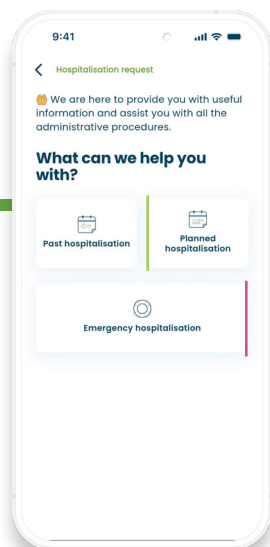 9:41
Hospitalisation request
🤲 We are here to provide you with useful
information and assist you with all the
administrative procedures.
What can we help you
with?
Past hospitalisation
Planned
hospitalisation
Emergency hospitalisation